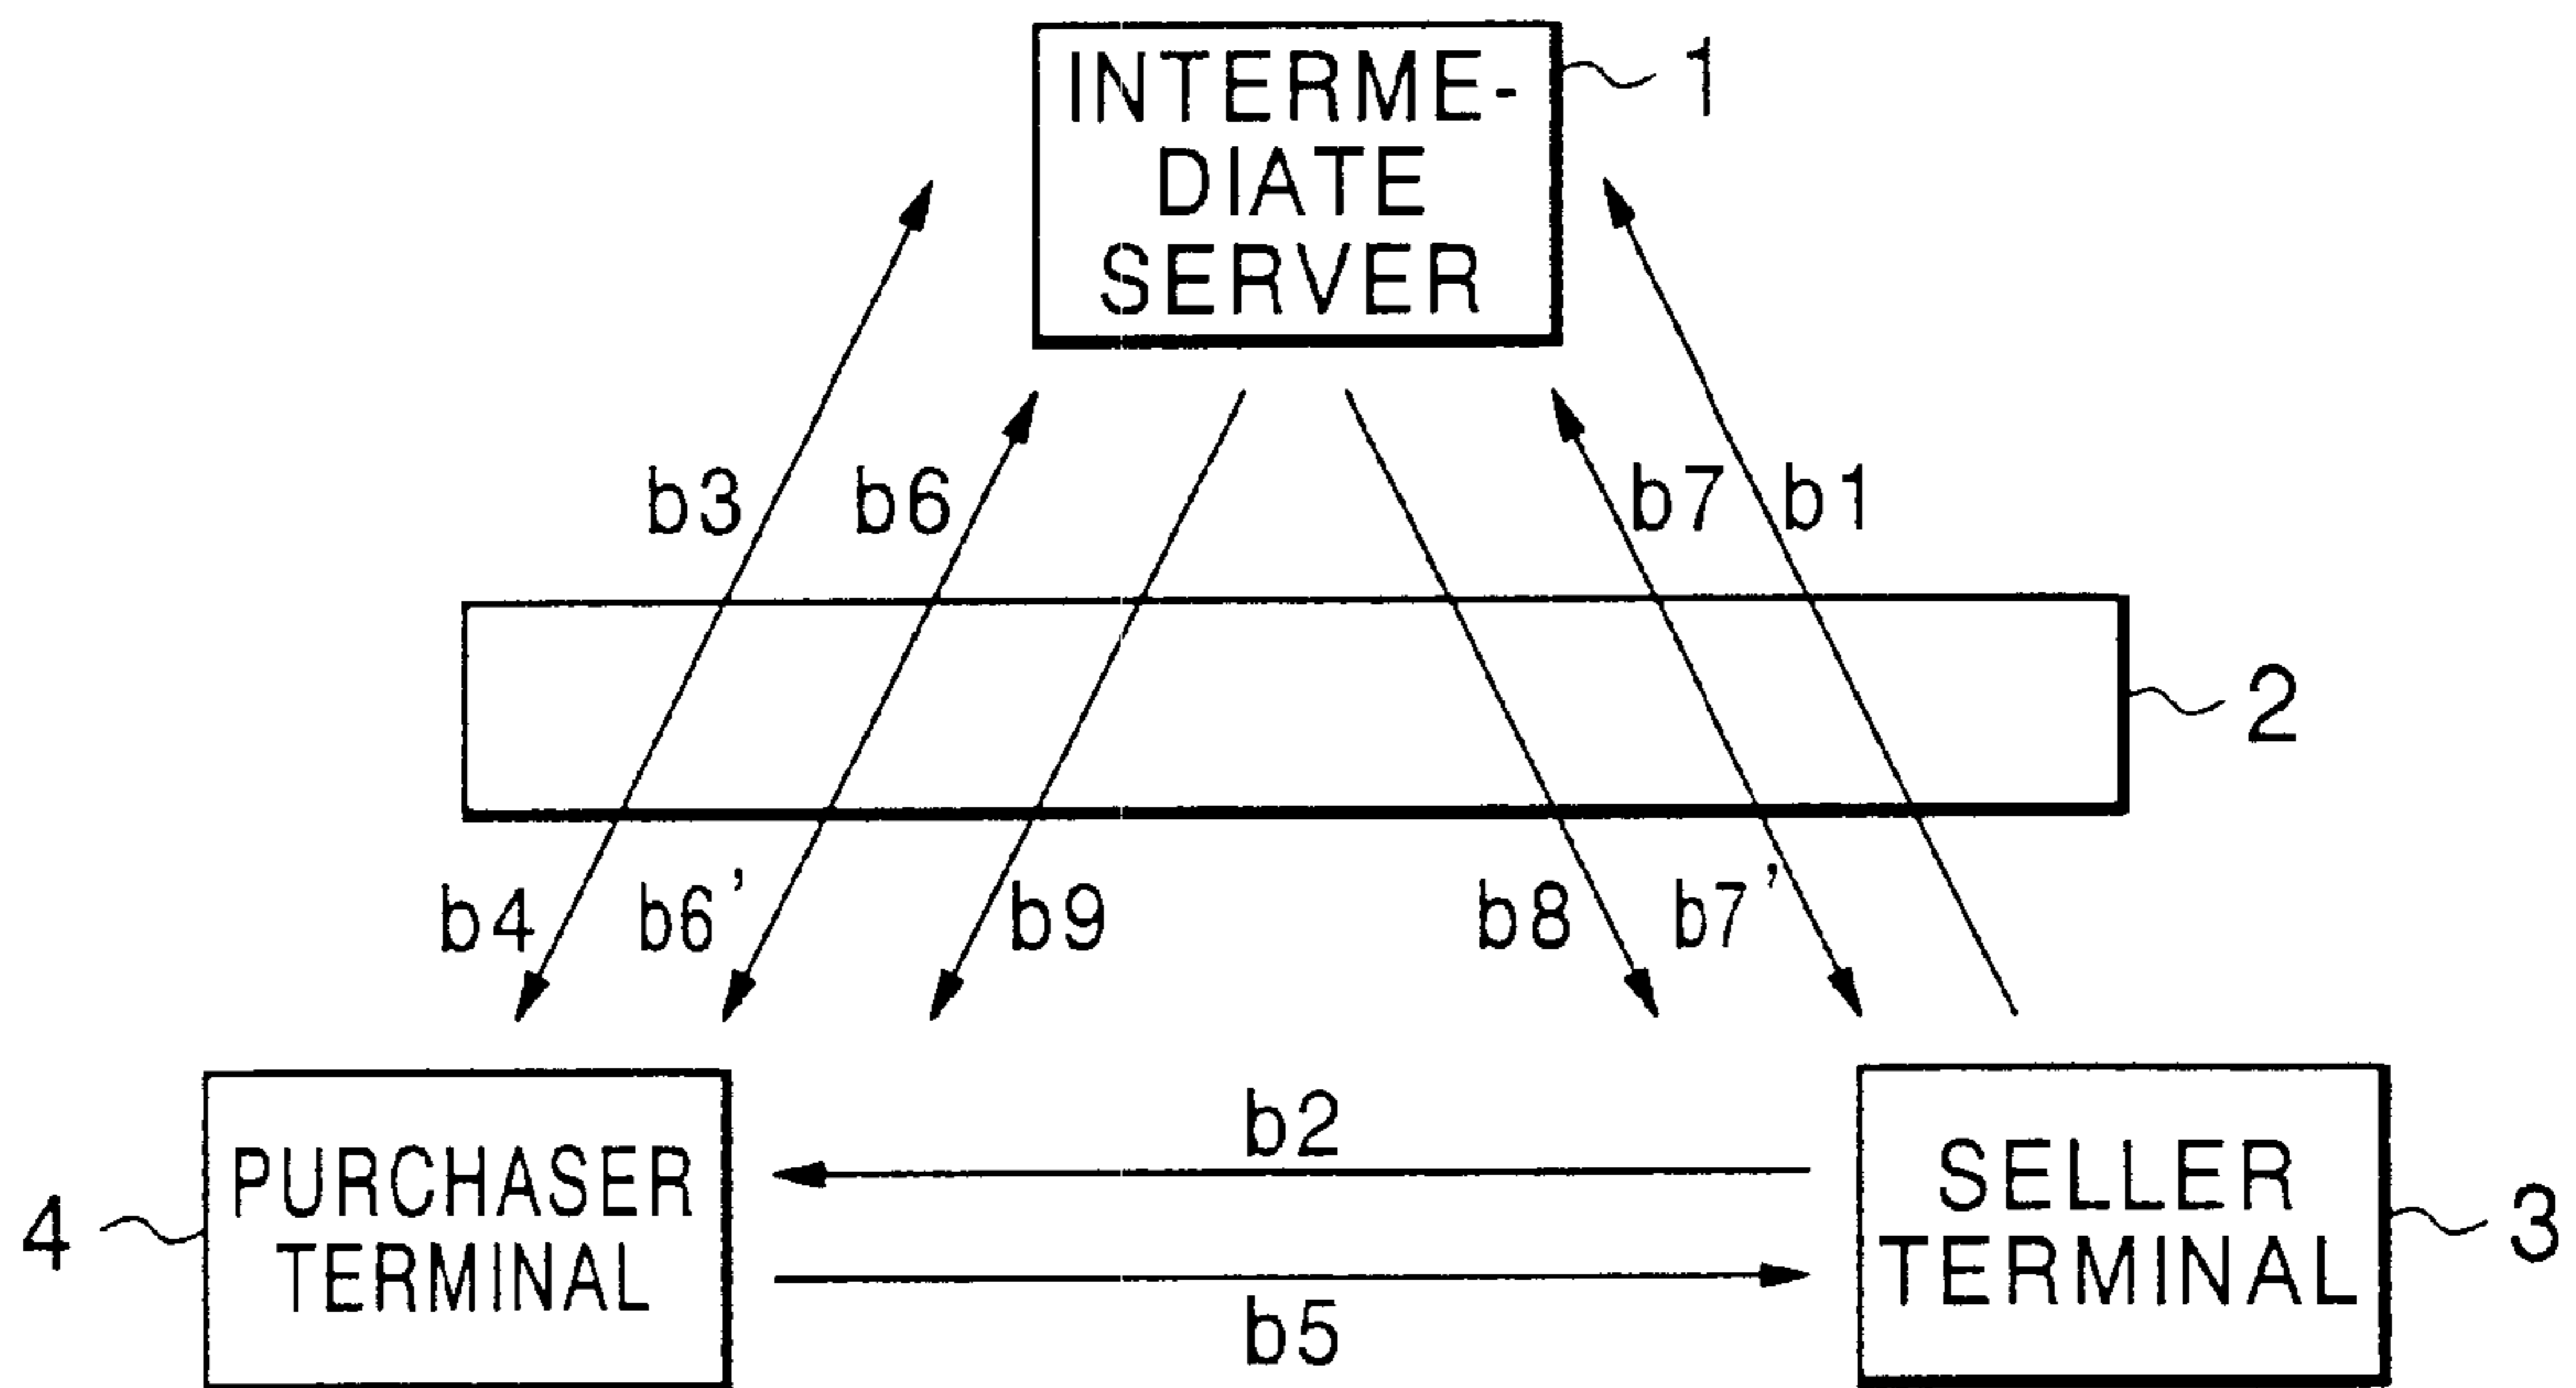 INTERME-
DIATE
SERVER
1
b3
b6
b7
b1
2
b4
b6'
b9
b8
b7'
b2
PURCHASER
TERMINAL
4
SELLER
TERMINAL
3
b5